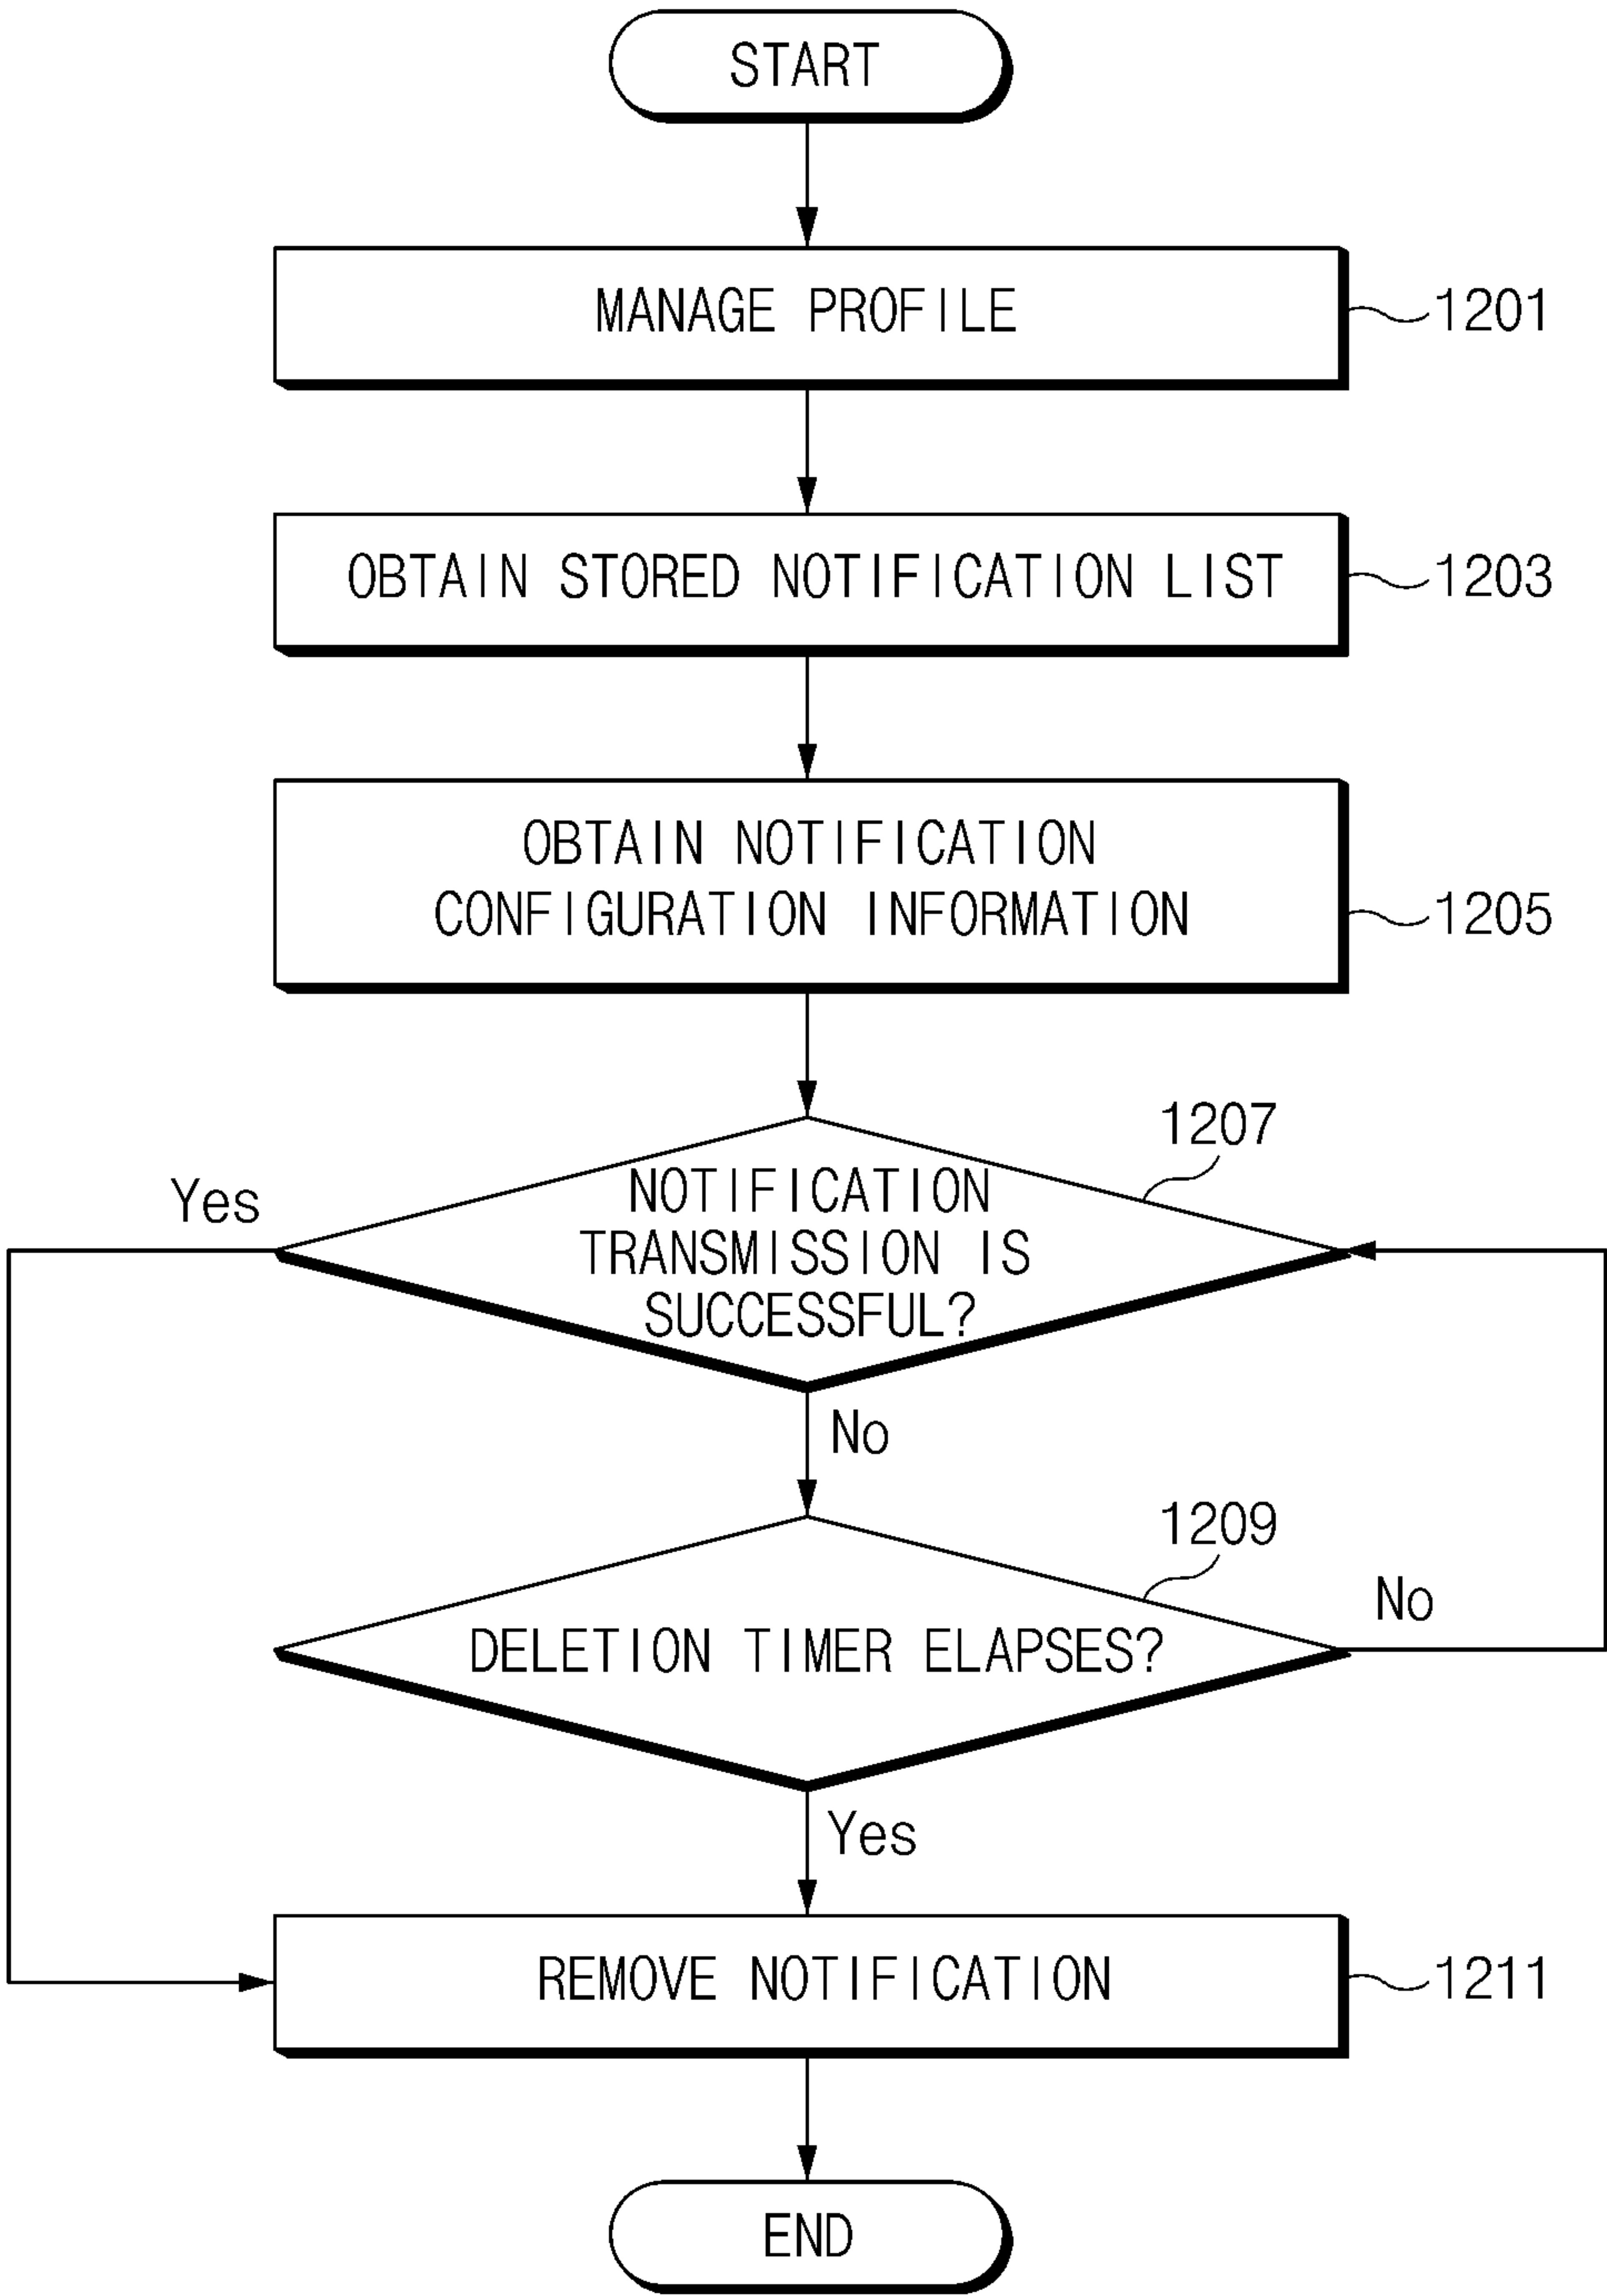 START
MANAGE PROFILE
1201
OBTAIN STORED NOTIFICATION LIST
1203
OBTAIN NOTIFICATION
CONFIGURATION INFORMATION
1205
1207
Yes
NOTIFICATION
TRANSMISSION IS
SUCCESSFUL?
No
1209
No
DELETION TIMER ELAPSES?
Yes
REMOVE NOTIFICATION
1211
END